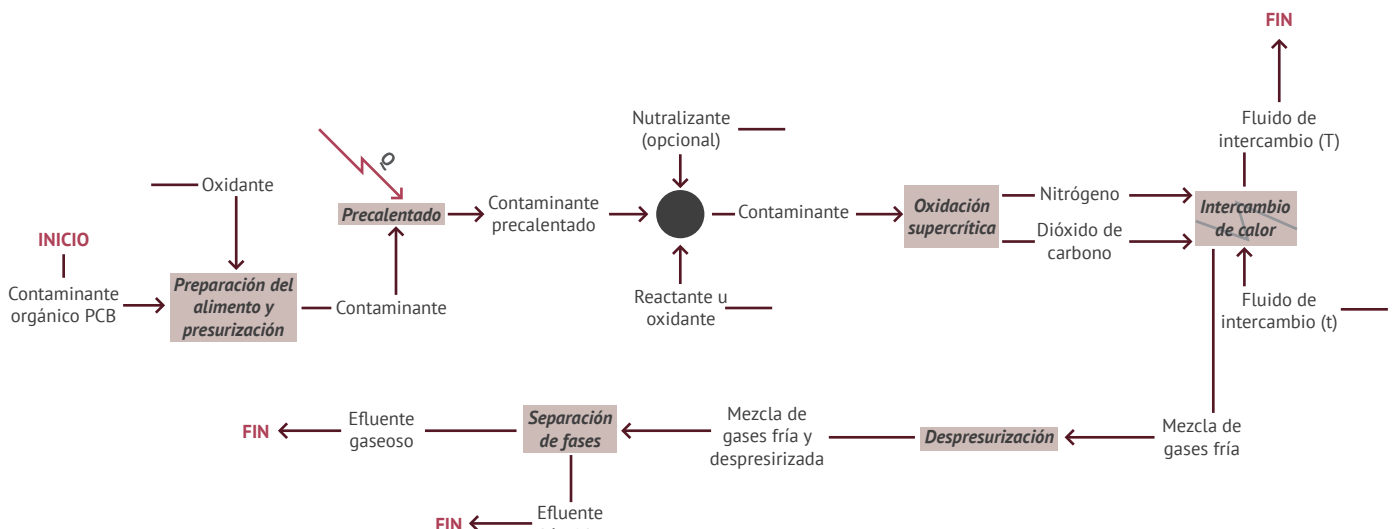 FIN
Fluido de
intercambio (T)
Nutralizante
(opcional)
Q
Oxidante
Precalentado
Contaminante
precalentado
Contaminante
Oxidación
supercrítica
Nitrógeno
Dióxido de
carbono
Intercambio
de calor
INICIO
Contaminante
orgánico PCB
Preparación del
alimento y
presurización
Contaminante
Reactante u
oxidante
Fluido de
intercambio (t)
FIN
Efluente
gaseoso
Separación
de fases
Mezcla de
gases fría y
despresirizada
Despresurización
Mezcla de
gases fría
FIN
Efluente